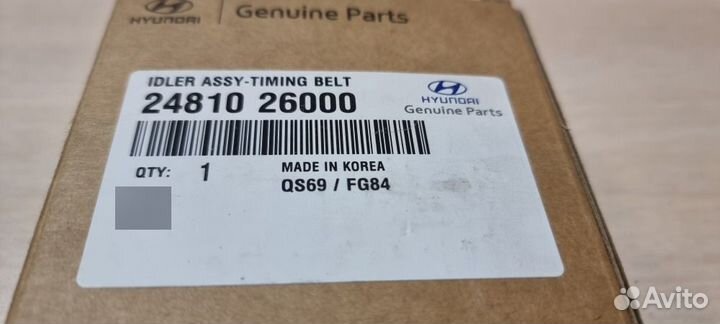 HYUNDAI | Genuine Parts
IDLER ASSY-TIMING BELT
24810 26000
HYUNDAI
Genuine Parts
QTY: 1
MADE IN KOREA
QS69 / FG84
Avito